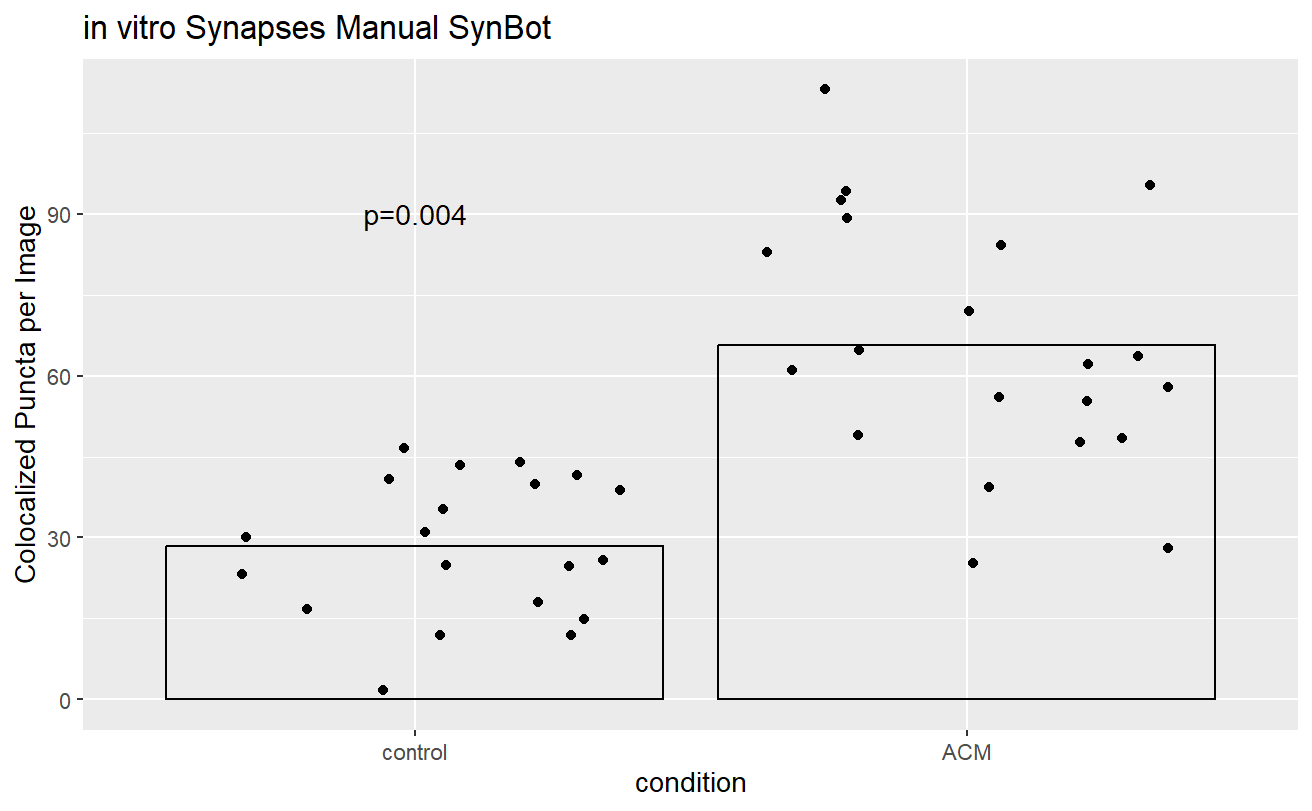 in vitro Synapses Manual SynBot
Colocalized Puncta per Image
90
60
30
0
p=0.004
control
ACM
condition